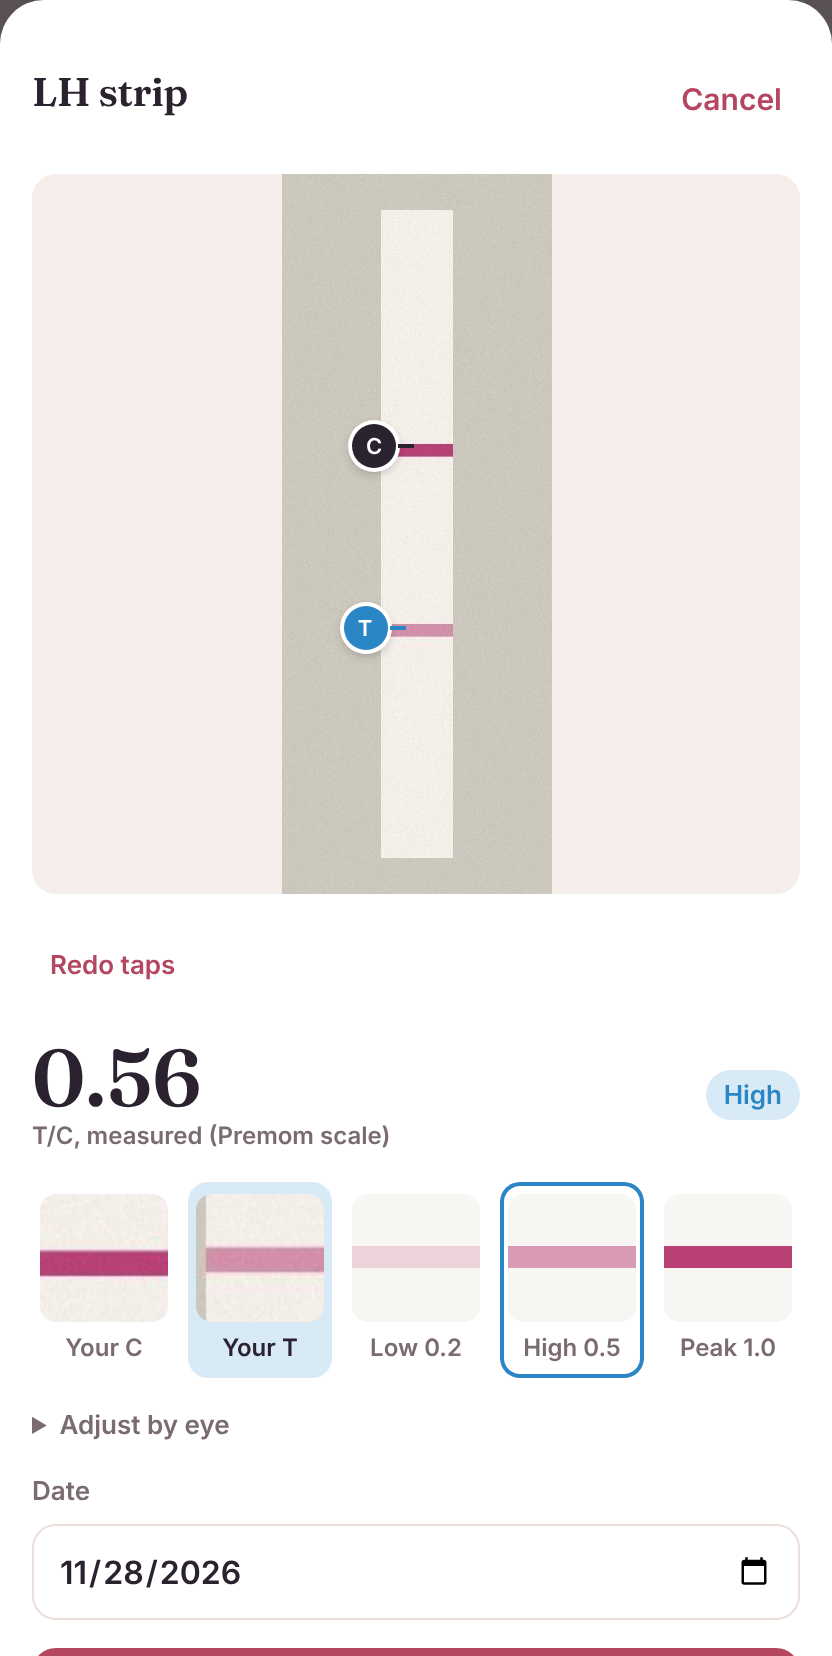 LH strip
Cancel
C
T
Redo taps
0.56
High
T/C, measured (Premom scale)
Your C
Your T
Low 0.2
High 0.5
Peak 1.0
Adjust by eye
Date
11/28/2026